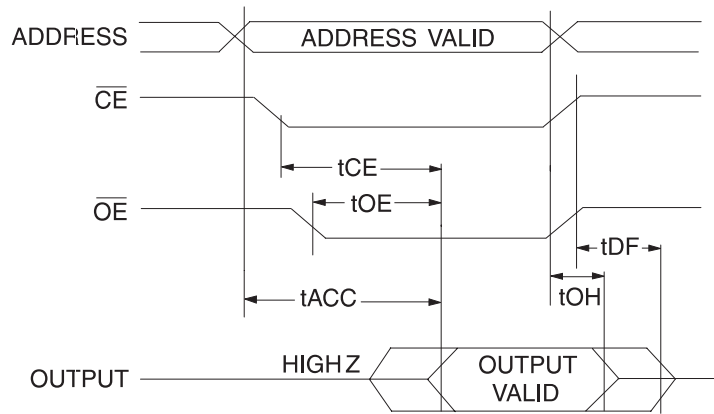 ADDRESS
ADDRESS VALID
CE
tCE
OE
tOE
tDF
tACC
tOH
OUTPUT
HIGH Z
OUTPUT
VALID